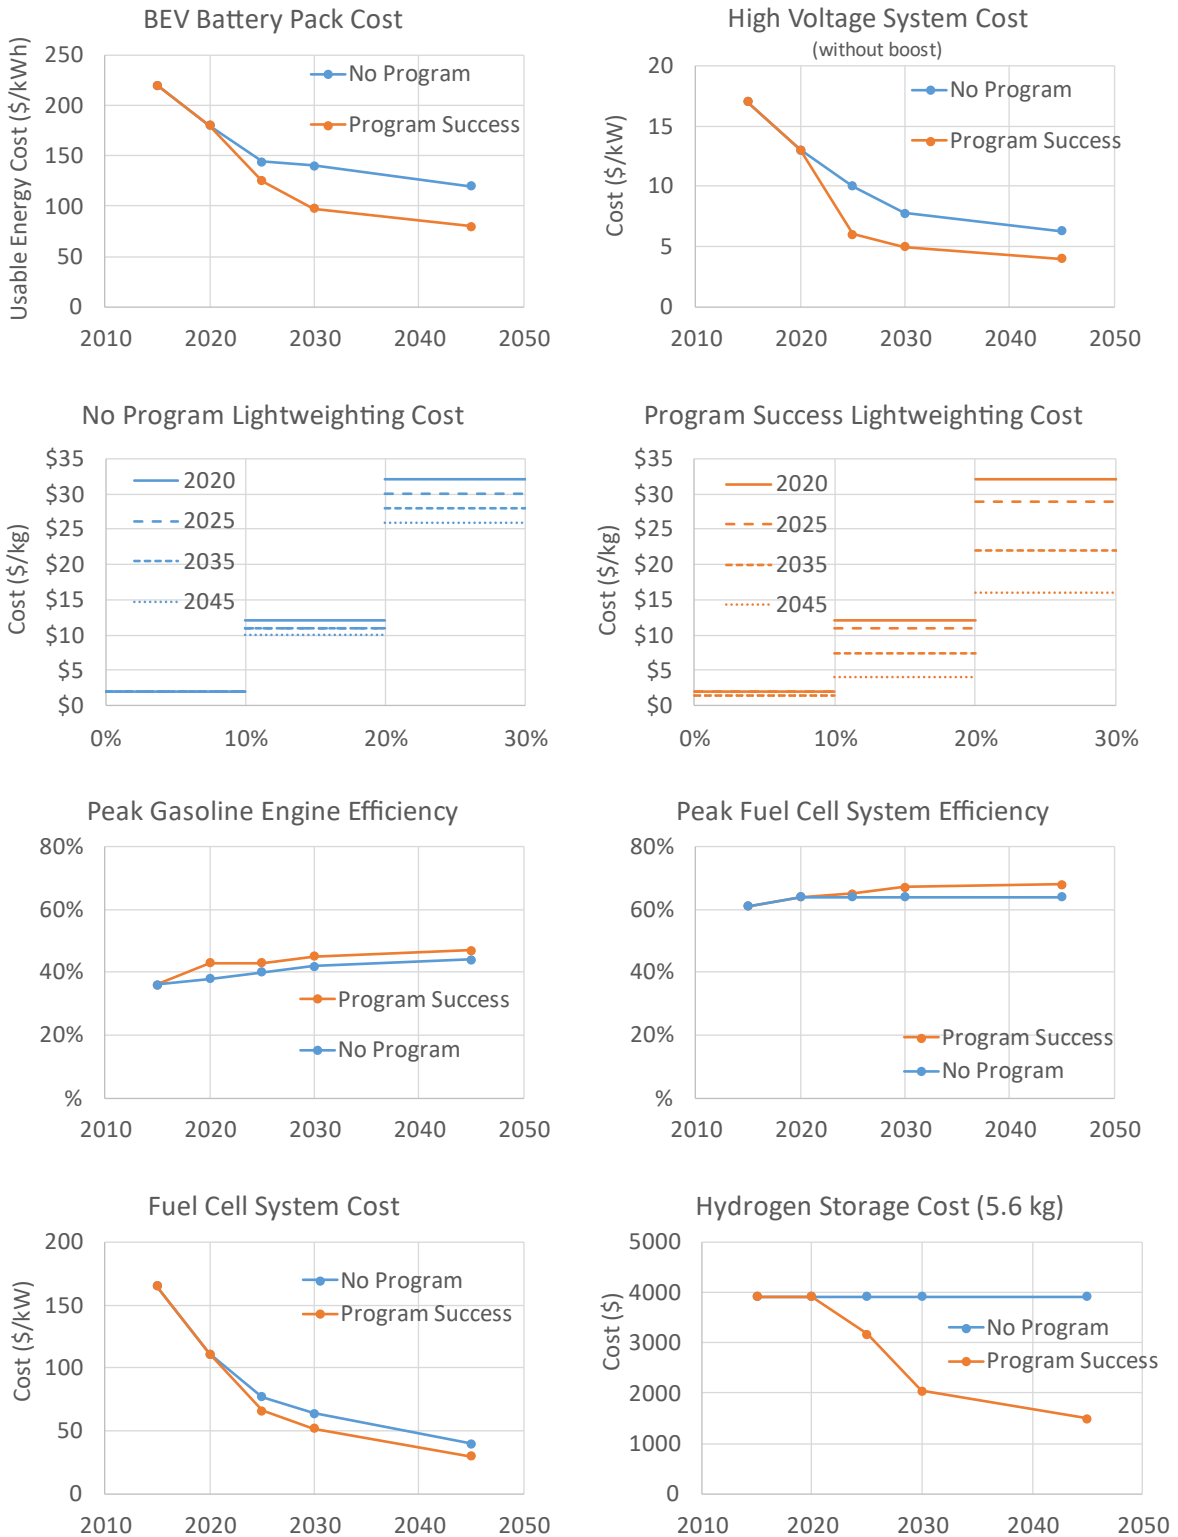 BEV Battery Pack Cost
Usable Energy Cost ($/kWh)
250
200
150
100
50
0
2010 2020 2030 2040 2050
No Program
Program Success
High Voltage System Cost
(without boost)
Cost ($/kW)
20
15
10
5
0
2010 2020 2030 2040 2050
No Program
Program Success
No Program Lightweighting Cost
Cost ($/kg)
$35
$30
$25
$20
$15
$10
$5
$0
0% 10% 20% 30%
2020
2025
2035
2045
Program Success Lightweighting Cost
Cost ($/kg)
$35
$30
$25
$20
$15
$10
$5
$0
0% 10% 20% 30%
2020
2025
2035
2045
Peak Gasoline Engine Efficiency
80%
60%
40%
20%
%
2010 2020 2030 2040 2050
Program Success
No Program
Peak Fuel Cell System Efficiency
80%
60%
40%
20%
%
2010 2020 2030 2040 2050
Program Success
No Program
Fuel Cell System Cost
Cost ($/kW)
200
150
100
50
0
2010 2020 2030 2040 2050
No Program
Program Success
Hydrogen Storage Cost (5.6 kg)
Cost ($)
5000
4000
3000
2000
1000
0
2010 2020 2030 2040 2050
No Program
Program Success